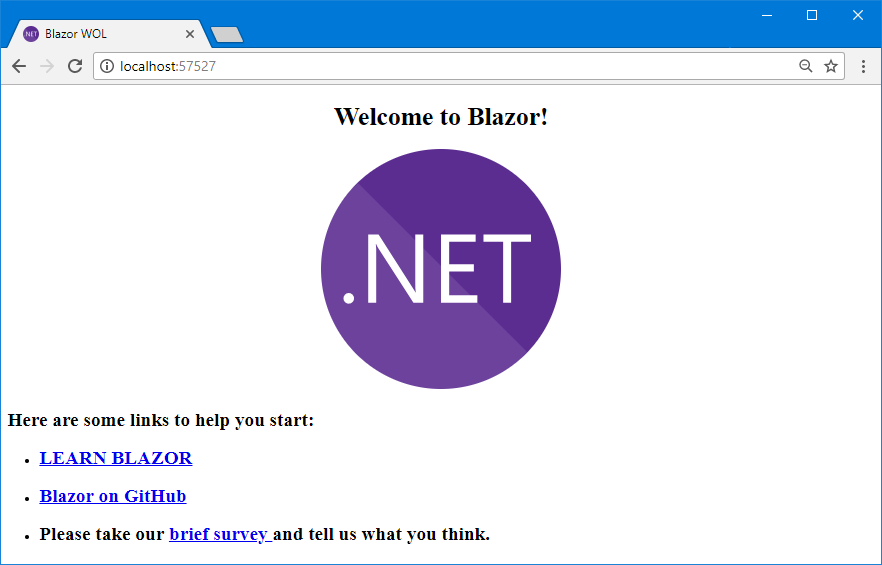 NET Blazor WOL
localhost:57527
Welcome to Blazor!
.NET
Here are some links to help you start:
LEARN BLAZOR
Blazor on GitHub
Please take our brief survey and tell us what you think.